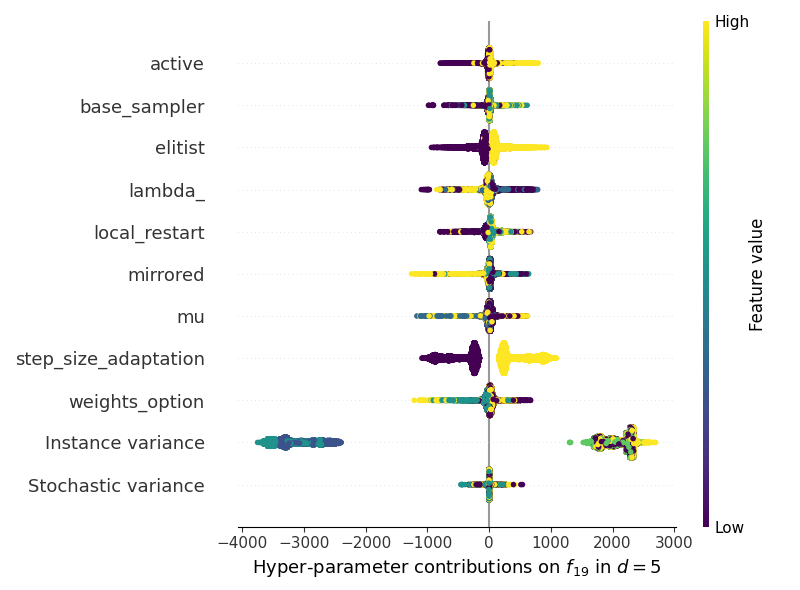 High
active
base_sampler
elitist
lambda_
local_restart
mirrored
mu
step_size_adaptation
weights_option
Instance variance
Stochastic variance
Feature value
Low
−4000 −3000 −2000 −1000 0 1000 2000 3000
Hyper-parameter contributions on f₁₉ in d = 5